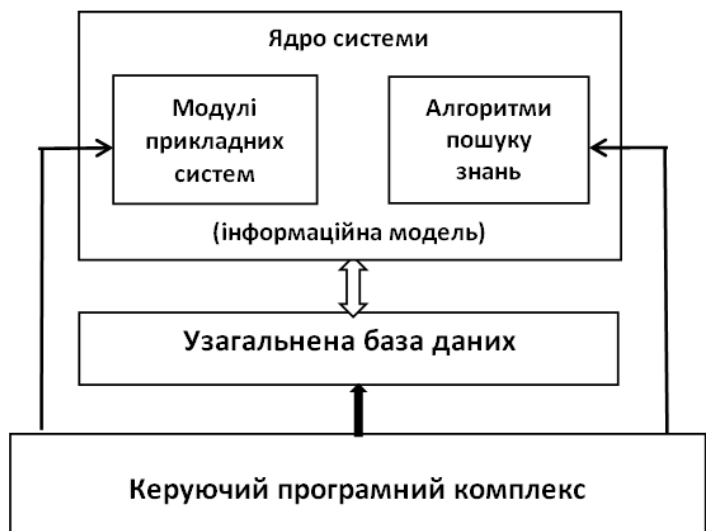 Ядро системи
Модулі
прикладних
систем
Алгоритми
пошуку
знань
(інформаційна модель)
Узагальнена база даних
Керуючий програмний комплекс